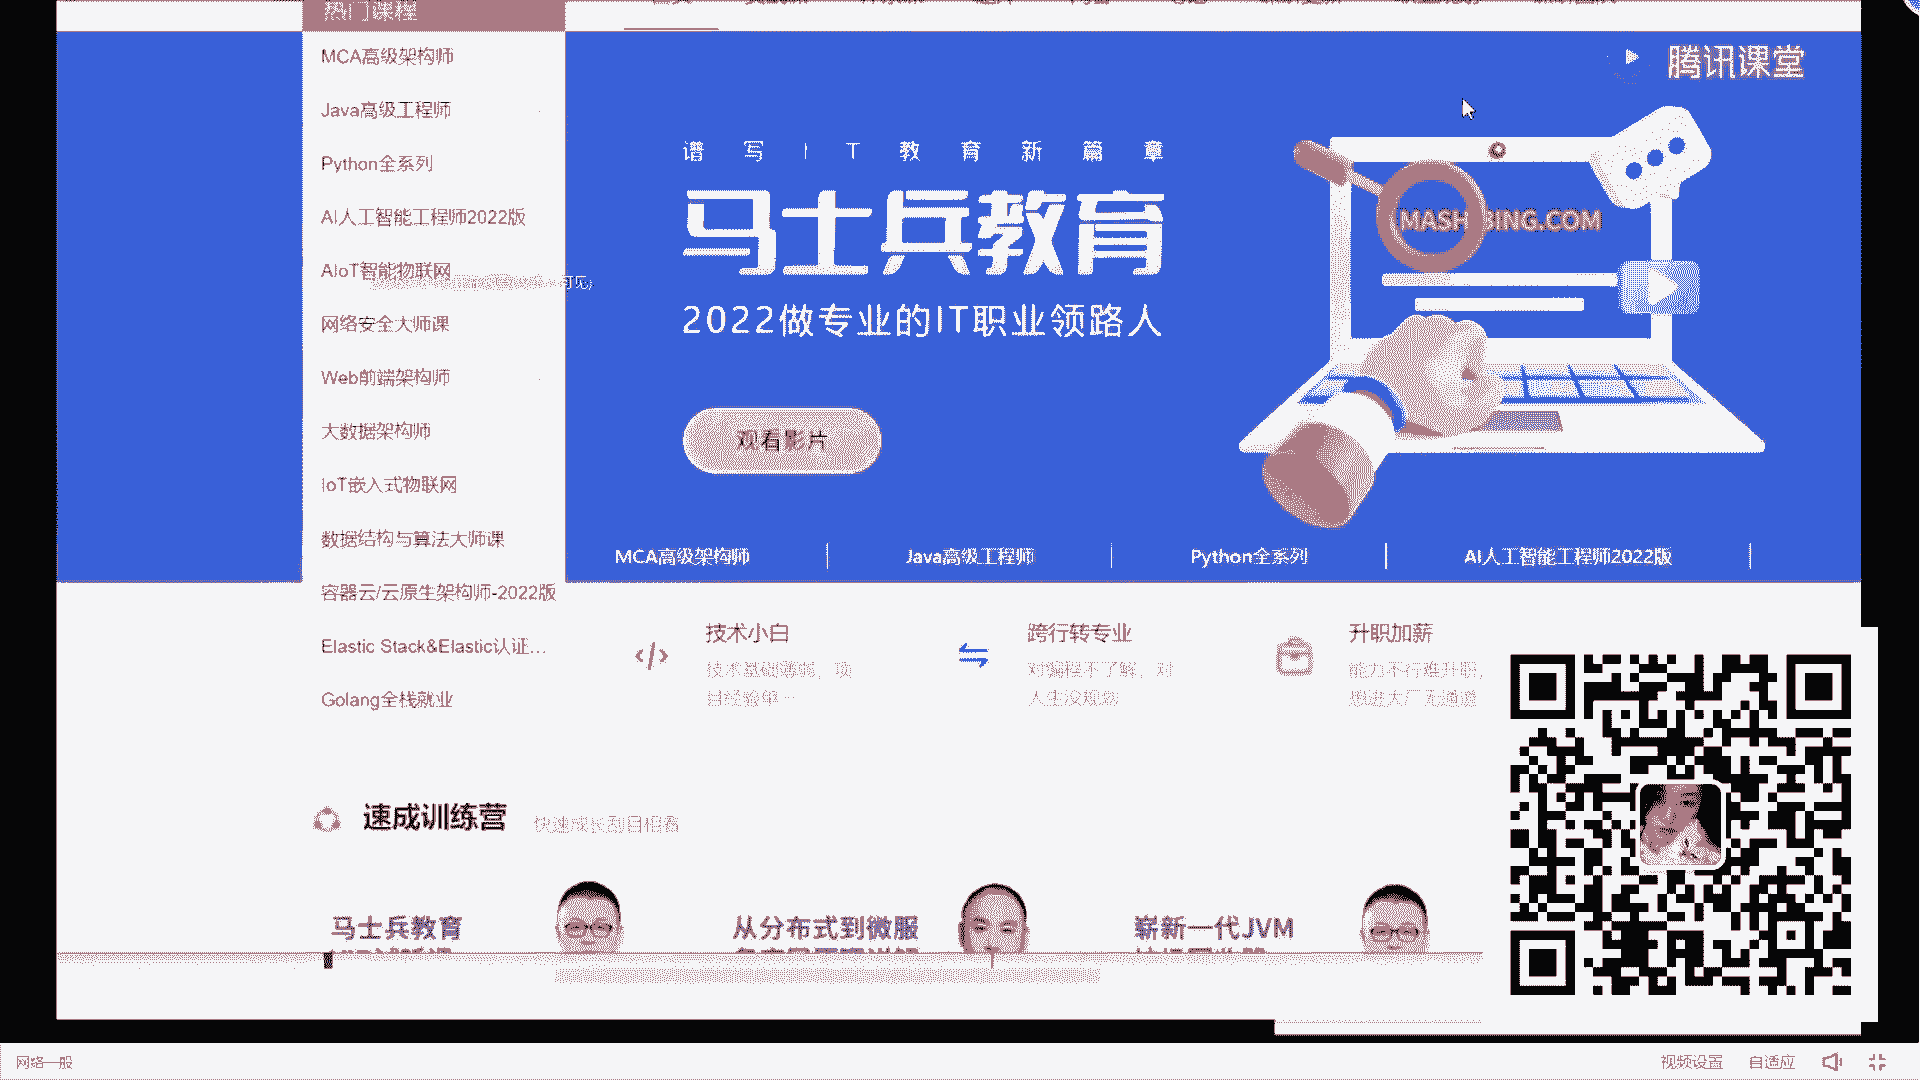 热门课程
MCA高级架构师
Java高级工程师
Python全系列
AI人工智能工程师2022版
AIoT智能物联网
可见)
网络安全大师课
Web前端架构师
大数据架构师
IoT嵌入式物联网
数据结构与算法大师课
容器云/云原生架构师-2022版
Elastic Stack&Elastic认证...
Golang全栈就业
腾讯课堂
谱写IT教育新篇章
马士兵教育
2022做专业的IT职业领路人
MASHIBING.COM
观看影片
MCA高级架构师
Java高级工程师
Python全系列
AI人工智能工程师2022版
技术小白
技术基础薄弱，项
目经验单…
跨行转专业
对编程不了解，对
人生没规划
升职加薪
能力不行难升职，
想进大厂无通道
速成训练营
快速成长刮目相看
马士兵教育
从分布式到微服
崭新一代JVM
网络一般
视频设置
自适应